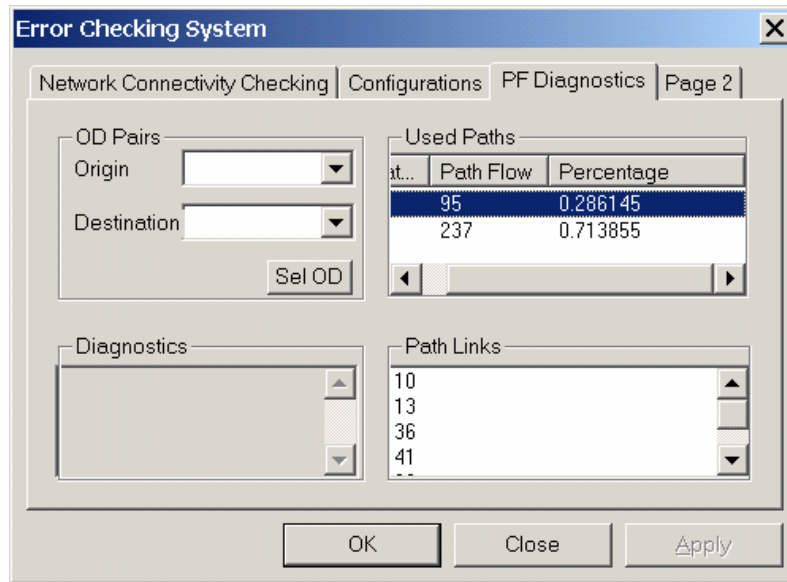 Error Checking System
Network Connectivity Checking Configurations PF Diagnostics Page 2
OD Pairs
Origin
Destination
Sel OD
Used Paths
at... Path Flow Percentage
95 0.286145
237 0.713855
Diagnostics
Path Links
10
13
36
41
OK Close Apply